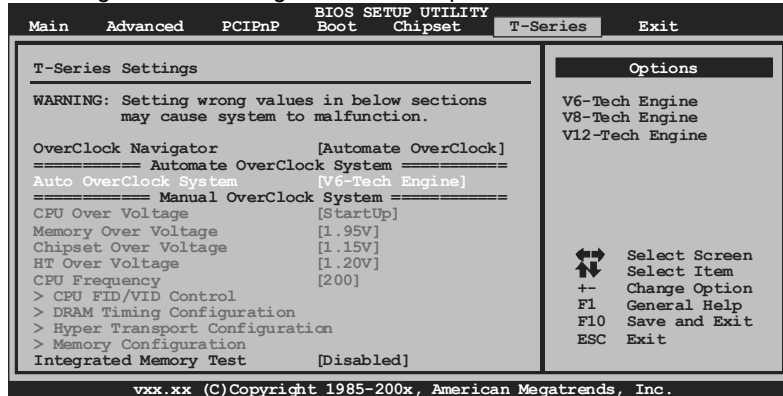 BIOS SETUP UTILITY
Main Advanced PCIPnP Boot Chipset T-Series Exit
T-Series Settings
WARNING: Setting wrong values in below sections
may cause system to malfunction.
OverClock Navigator [Automate OverClock]
=========== Automate OverClock System ===========
Auto OverClock System [V6-Tech Engine]
============ Manual OverClock System ============
CPU Over Voltage [StartUp]
Memory Over Voltage [1.95V]
Chipset Over Voltage [1.15V]
HT Over Voltage [1.20V]
CPU Frequency [200]
> CPU FID/VID Control
> DRAM Timing Configuration
> Hyper Transport Configuration
> Memory Configuration
Integrated Memory Test [Disabled]
Options
V6-Tech Engine
V8-Tech Engine
V12-Tech Engine
Select Screen
Select Item
+- Change Option
F1 General Help
F10 Save and Exit
ESC Exit
vxx.xx (C)Copyright 1985-200x, American Megatrends, Inc.